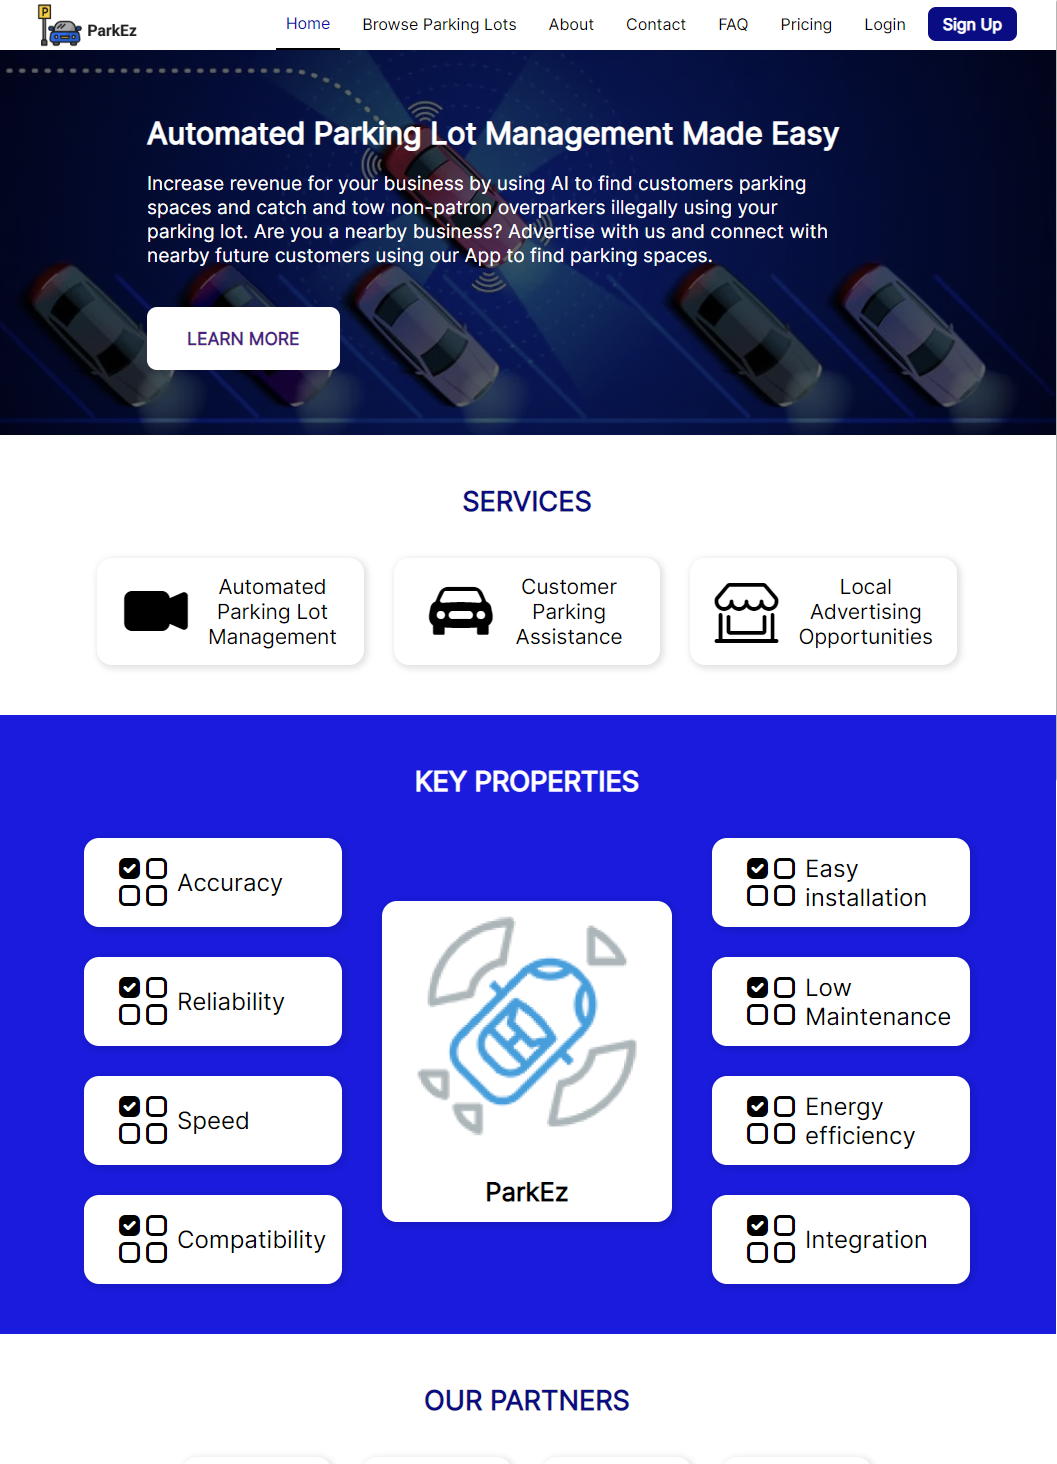 P
ParkEz
Home
Browse Parking Lots
About
Contact
FAQ
Pricing
Login
Sign Up
Automated Parking Lot Management Made Easy
Increase revenue for your business by using AI to find customers parking
spaces and catch and tow non-patron overparkers illegally using your
parking lot. Are you a nearby business? Advertise with us and connect with
nearby future customers using our App to find parking spaces.
LEARN MORE
SERVICES
Automated
Parking Lot
Management
Customer
Parking
Assistance
Local
Advertising
Opportunities
KEY PROPERTIES
Accuracy
Reliability
Speed
Compatibility
ParkEz
Easy
installation
Low
Maintenance
Energy
efficiency
Integration
OUR PARTNERS